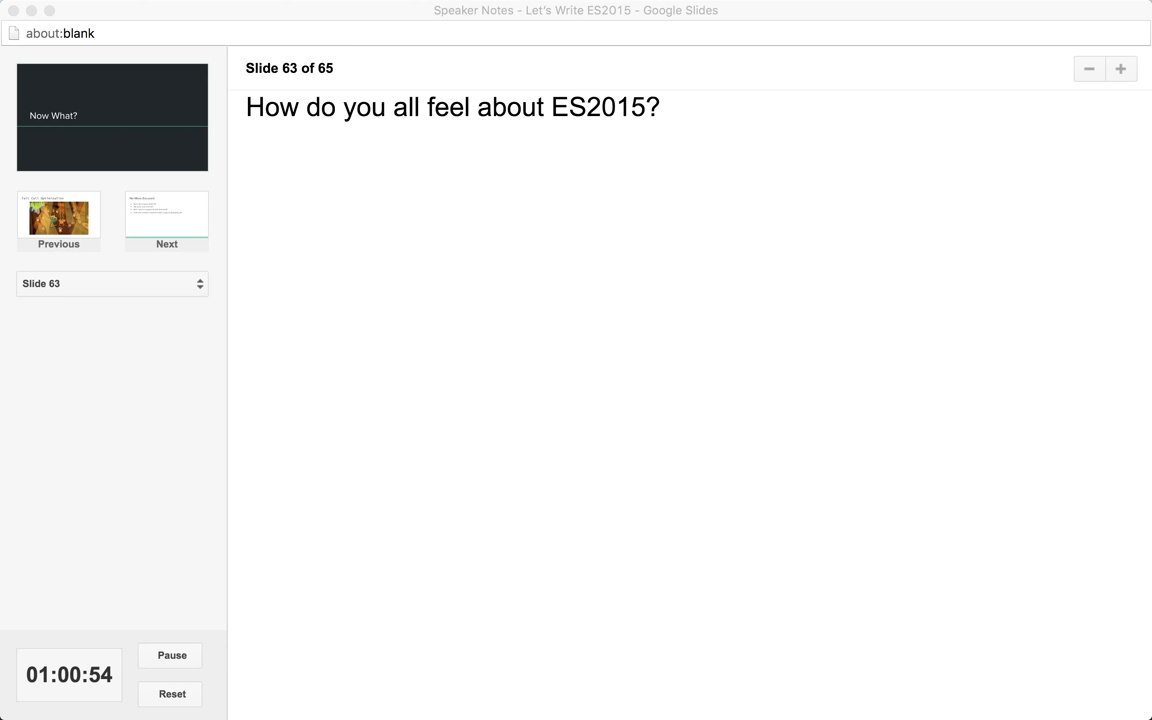 Speaker Notes - Let's Write ES2015 - Google Slides
about:blank
Slide 63 of 65
How do you all feel about ES2015?
Now What?
Previous
Next
Slide 63
01:00:54
Pause
Reset